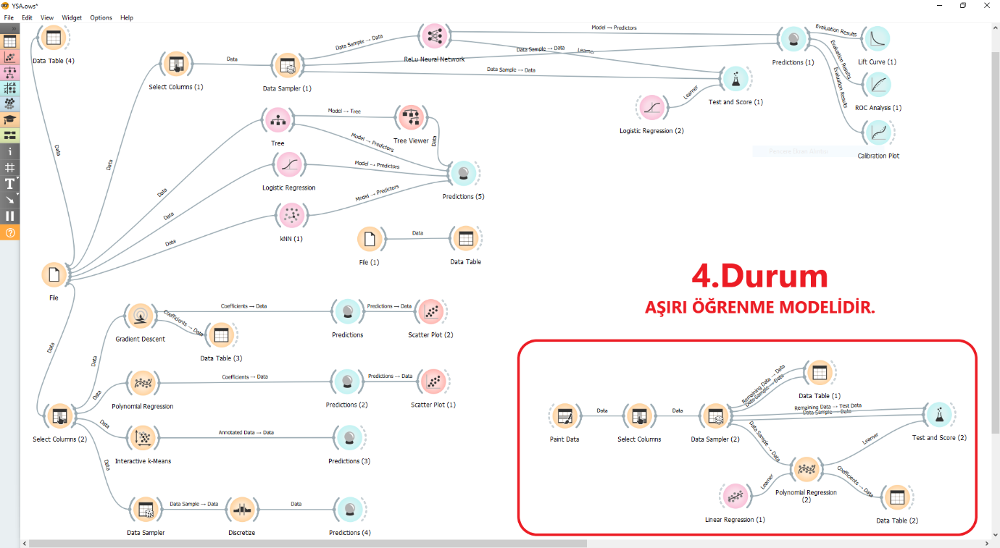 YSA.ows*
File Edit View Widget Options Help
Data Table (4)
Select Columns (1)
Data
Data Sampler (1)
Data Sample → Data
ReLu Neural Network
Model → Predictors
Data Sample → Data
Learner
Data Sample → Data
Predictions (1)
Evaluation Results
Evaluation Results
Evaluation Results
Lift Curve (1)
ROC Analysis (1)
Calibration Plot
Test and Score (1)
Learner
Logistic Regression (2)
Data
Data
Tree
Model → Tree
Tree Viewer
Data
Model → Predictors
Data
Logistic Regression
Model → Predictors
Predictions (5)
Data
kNN (1)
Model → Predictors
Data
File (1)
Data
Data Table
File
4.Durum
AŞIRI ÖĞRENME MODELİDİR.
Data
Data
Gradient Descent
Coefficients → Data
Coefficients → Data
Data Table (3)
Predictions
Predictions → Data
Scatter Plot (2)
Data
Polynomial Regression
Coefficients → Data
Predictions (2)
Predictions → Data
Scatter Plot (1)
Select Columns (2)
Data
Interactive k-Means
Annotated Data → Data
Predictions (3)
Data
Data Sampler
Data Sample → Data
Discretize
Data
Predictions (4)
Paint Data
Data
Select Columns
Data
Data Sampler (2)
Remaining Data → Data
Data Sample → Data
Data Table (1)
Remaining Data → Test Data
Data Sample → Data
Test and Score (2)
Data Sample → Data
Learner
Polynomial Regression
(2)
Learner
Linear Regression (1)
Coefficients → Data
Data Table (2)